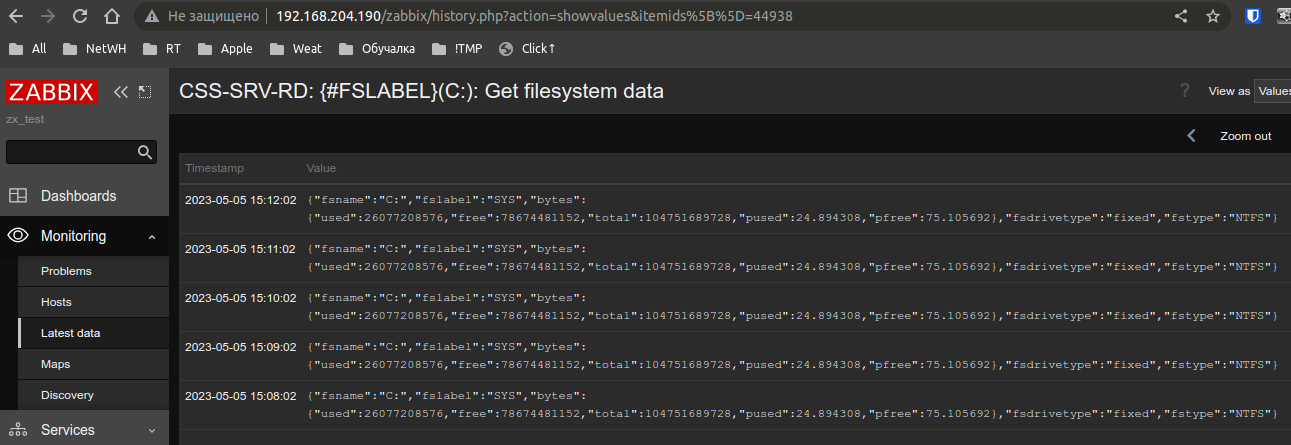 Не защищено 192.168.204.190/zabbix/history.php?action=showvalues&itemids%5B%5D=44938
All NetWH RT Apple Weat Обучалка !TMP Click↑
ZABBIX
zx_test
CSS-SRV-RD: {#FSLABEL}(C:): Get filesystem data
? View as Values
Zoom out
Timestamp Value
Dashboards
Monitoring
Problems
Hosts
Latest data
Maps
Discovery
Services
2023-05-05 15:12:02 {"fsname":"C:","fslabel":"SYS","bytes":
{"used":26077208576,"free":78674481152,"total":104751689728,"pused":24.894308,"pfree":75.105692},"fsdrivetype":"fixed","fstype":"NTFS"}
2023-05-05 15:11:02 {"fsname":"C:","fslabel":"SYS","bytes":
{"used":26077208576,"free":78674481152,"total":104751689728,"pused":24.894308,"pfree":75.105692},"fsdrivetype":"fixed","fstype":"NTFS"}
2023-05-05 15:10:02 {"fsname":"C:","fslabel":"SYS","bytes":
{"used":26077208576,"free":78674481152,"total":104751689728,"pused":24.894308,"pfree":75.105692},"fsdrivetype":"fixed","fstype":"NTFS"}
2023-05-05 15:09:02 {"fsname":"C:","fslabel":"SYS","bytes":
{"used":26077208576,"free":78674481152,"total":104751689728,"pused":24.894308,"pfree":75.105692},"fsdrivetype":"fixed","fstype":"NTFS"}
2023-05-05 15:08:02 {"fsname":"C:","fslabel":"SYS","bytes":
{"used":26077208576,"free":78674481152,"total":104751689728,"pused":24.894308,"pfree":75.105692},"fsdrivetype":"fixed","fstype":"NTFS"}